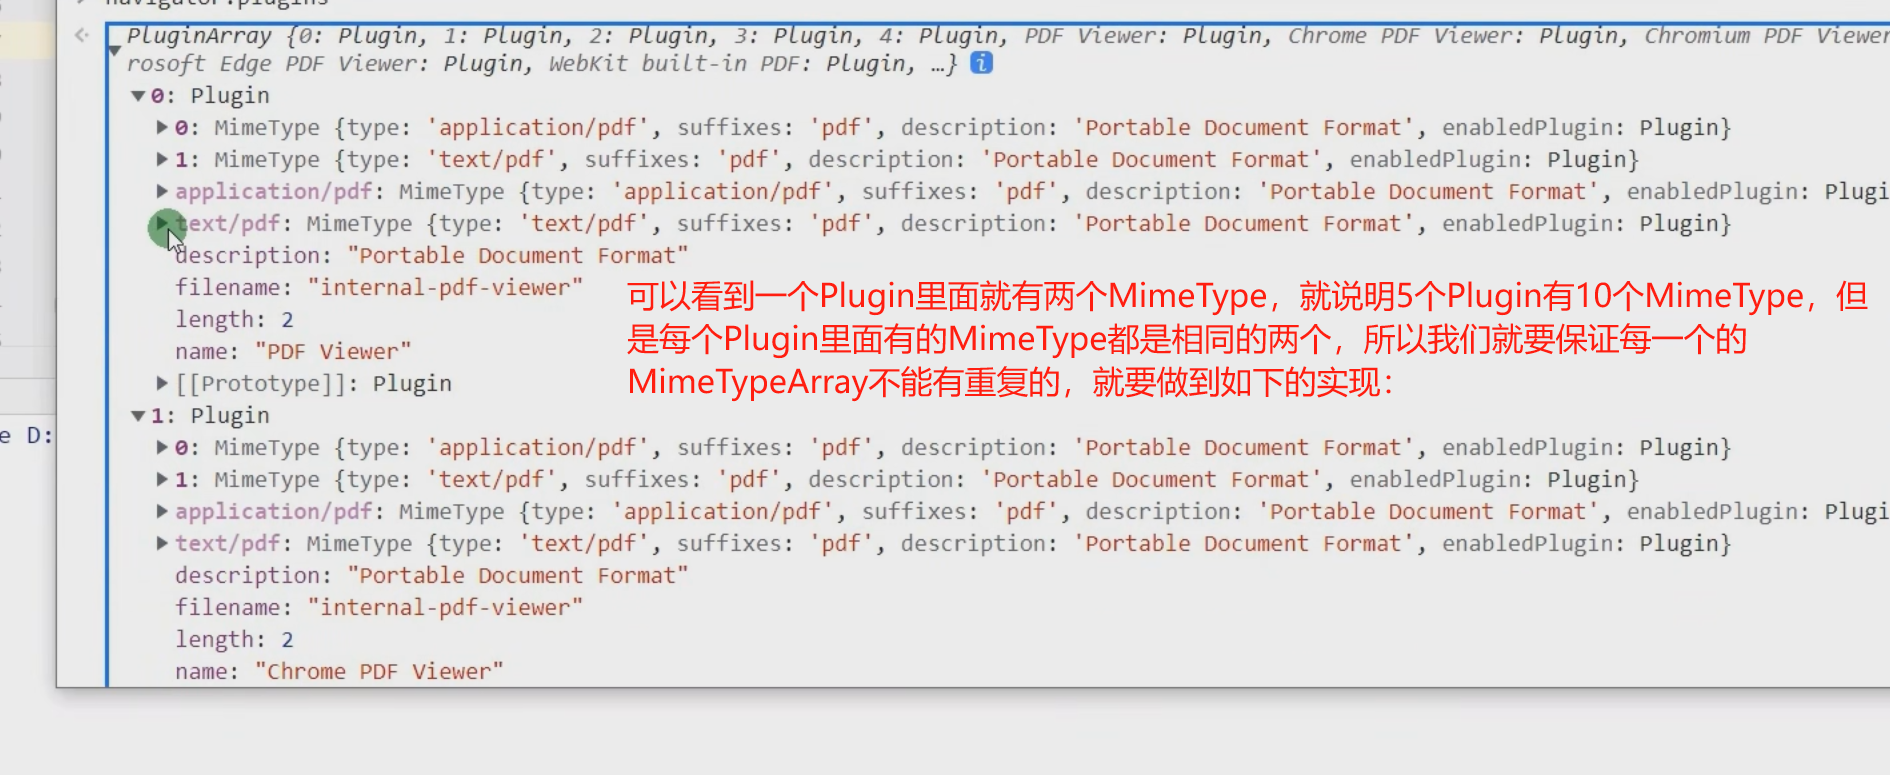 navigator.plugins
PluginArray {0: Plugin, 1: Plugin, 2: Plugin, 3: Plugin, 4: Plugin, PDF Viewer: Plugin, Chrome PDF Viewer: Plugin, Chromium PDF Viewer
rosoft Edge PDF Viewer: Plugin, WebKit built-in PDF: Plugin, …} i
▼0: Plugin
▶0: MimeType {type: 'application/pdf', suffixes: 'pdf', description: 'Portable Document Format', enabledPlugin: Plugin}
▶1: MimeType {type: 'text/pdf', suffixes: 'pdf', description: 'Portable Document Format', enabledPlugin: Plugin}
▶application/pdf: MimeType {type: 'application/pdf', suffixes: 'pdf', description: 'Portable Document Format', enabledPlugin: Plugi
▶text/pdf: MimeType {type: 'text/pdf', suffixes: 'pdf', description: 'Portable Document Format', enabledPlugin: Plugin}
description: "Portable Document Format"
filename: "internal-pdf-viewer"
length: 2
name: "PDF Viewer"
▶[[Prototype]]: Plugin
可以看到一个Plugin里面就有两个MimeType，就说明5个Plugin有10个MimeType，但
是每个Plugin里面有的MimeType都是相同的两个，所以我们就要保证每一个的
MimeTypeArray不能有重复的，就要做到如下的实现：
▼1: Plugin
▶0: MimeType {type: 'application/pdf', suffixes: 'pdf', description: 'Portable Document Format', enabledPlugin: Plugin}
▶1: MimeType {type: 'text/pdf', suffixes: 'pdf', description: 'Portable Document Format', enabledPlugin: Plugin}
▶application/pdf: MimeType {type: 'application/pdf', suffixes: 'pdf', description: 'Portable Document Format', enabledPlugin: Plugi
▶text/pdf: MimeType {type: 'text/pdf', suffixes: 'pdf', description: 'Portable Document Format', enabledPlugin: Plugin}
description: "Portable Document Format"
filename: "internal-pdf-viewer"
length: 2
name: "Chrome PDF Viewer"
e D: